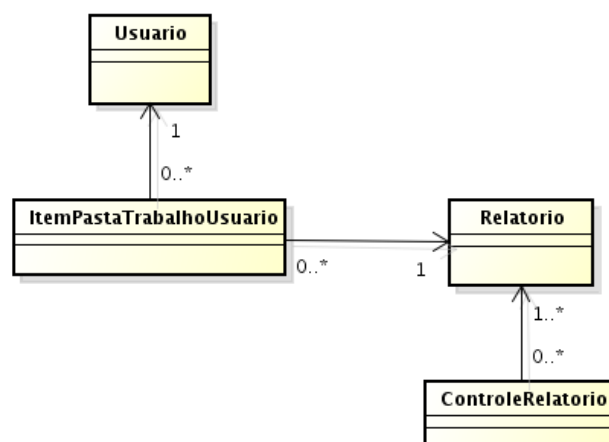 Usuario
1
0..*
ItemPastaTrabalhoUsuario
Relatorio
0..*
1
1..*
0..*
ControleRelatorio